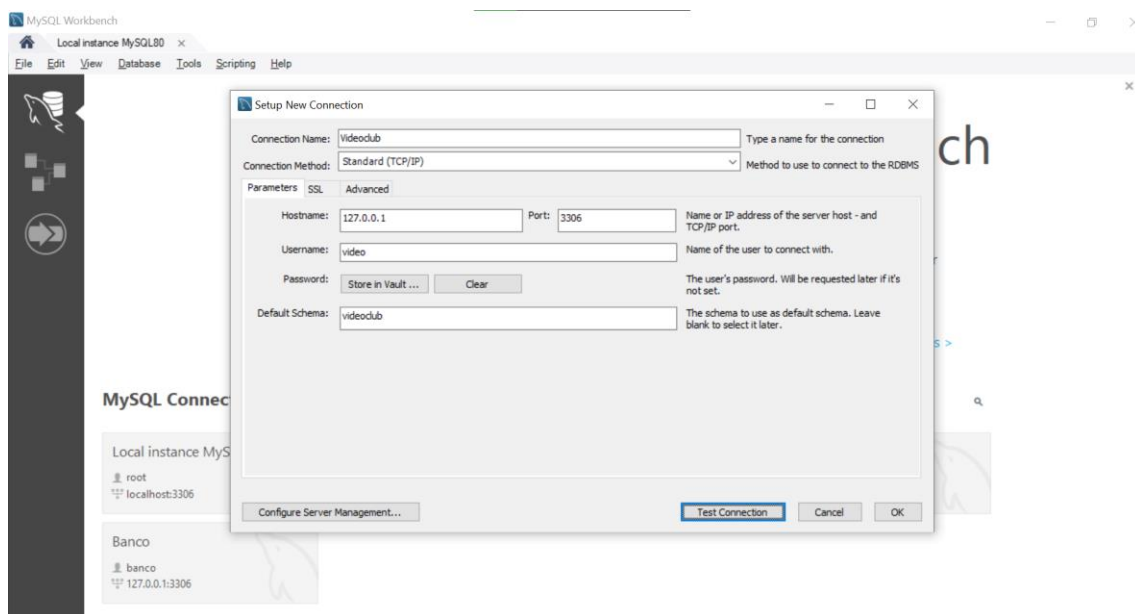 MySQL Workbench
Local instance MySQL80
File Edit View Database Tools Scripting Help
Setup New Connection
Connection Name: Videoclub Type a name for the connection
Connection Method: Standard (TCP/IP) Method to use to connect to the RDBMS
Parameters SSL Advanced
Hostname: 127.0.0.1 Port: 3306 Name or IP address of the server host - and
TCP/IP port.
Username: video Name of the user to connect with.
Password: Store in Vault ... Clear The user's password. Will be requested later if it's
not set.
Default Schema: videoclub The schema to use as default schema. Leave
blank to select it later.
ch
r
s >
MySQL Connec
Local instance MyS
root
localhost:3306
Configure Server Management... Test Connection Cancel OK
Banco
banco
127.0.0.1:3306